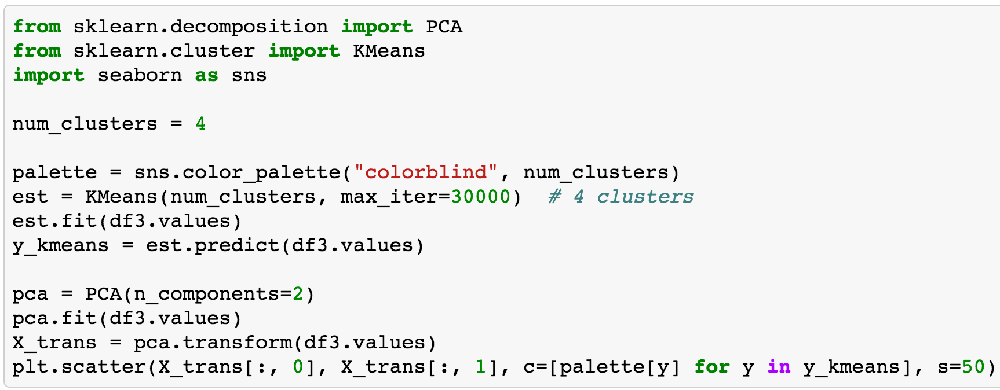 from sklearn.decomposition import PCA
from sklearn.cluster import KMeans
import seaborn as sns
num_clusters = 4
palette = sns.color_palette("colorblind", num_clusters)
est = KMeans(num_clusters, max_iter=30000)  # 4 clusters
est.fit(df3.values)
y_kmeans = est.predict(df3.values)
pca = PCA(n_components=2)
pca.fit(df3.values)
X_trans = pca.transform(df3.values)
plt.scatter(X_trans[:, 0], X_trans[:, 1], c=[palette[y] for y in y_kmeans], s=50)